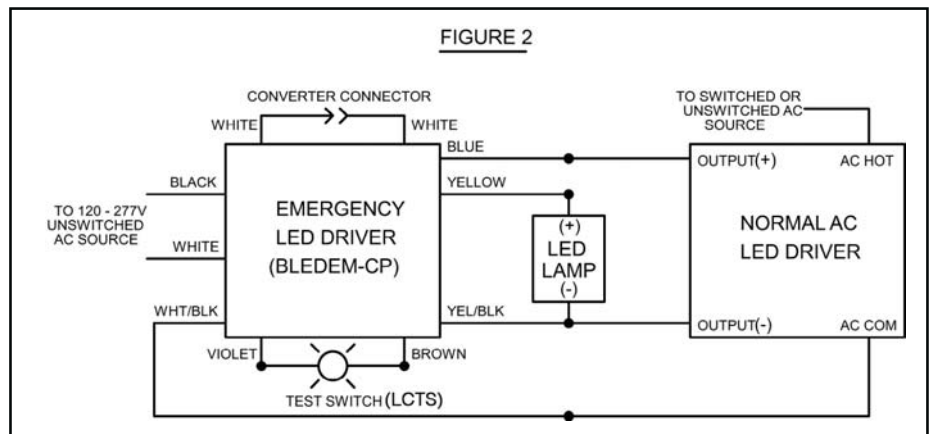 FIGURE 2
CONVERTER CONNECTOR
WHITE
WHITE
TO SWITCHED OR
UNSWITCHED AC
SOURCE
BLUE
OUTPUT(+)
AC HOT
BLACK
YELLOW
TO 120 - 277V
UNSWITCHED
AC SOURCE
EMERGENCY
LED DRIVER
(BLEDEM-CP)
(+)
LED
LAMP
(-)
NORMAL AC
LED DRIVER
WHITE
WHT/BLK
YEL/BLK
OUTPUT(-)
AC COM
VIOLET
BROWN
TEST SWITCH (LCTS)